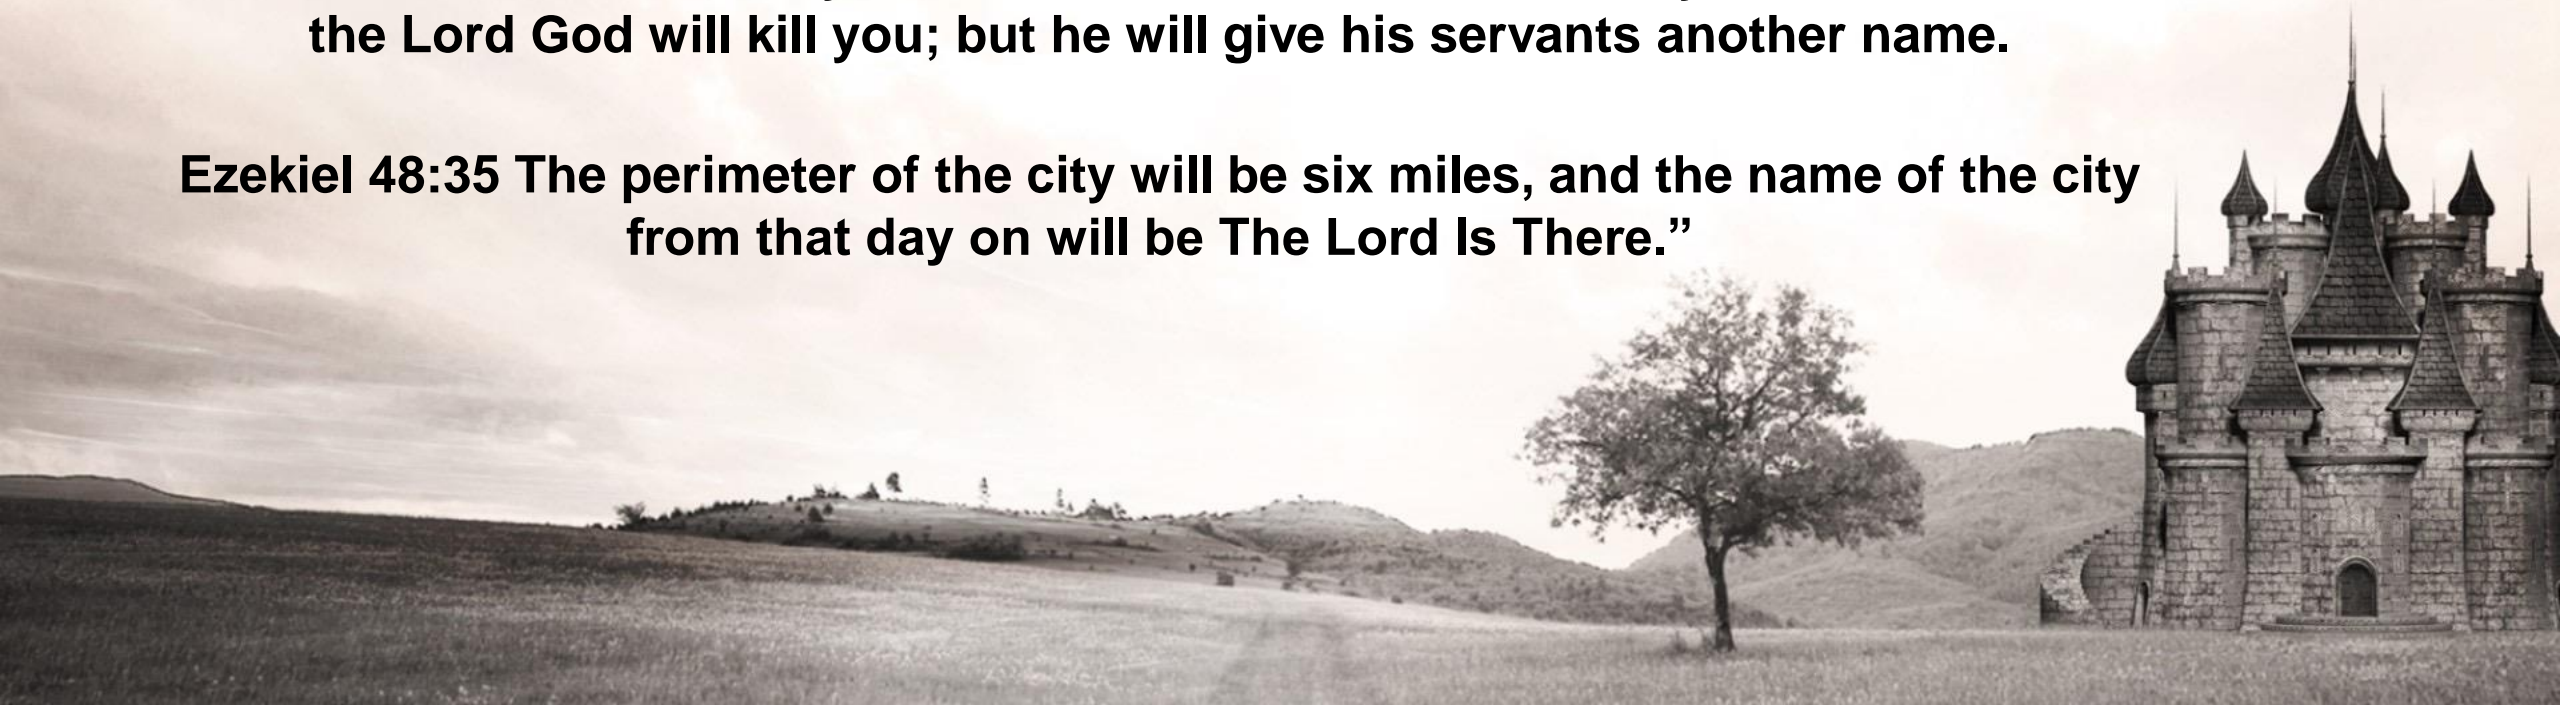 the Lord God will kill you; but he will give his servants another name.
Ezekiel 48:35 The perimeter of the city will be six miles, and the name of the city
from that day on will be The Lord Is There.”